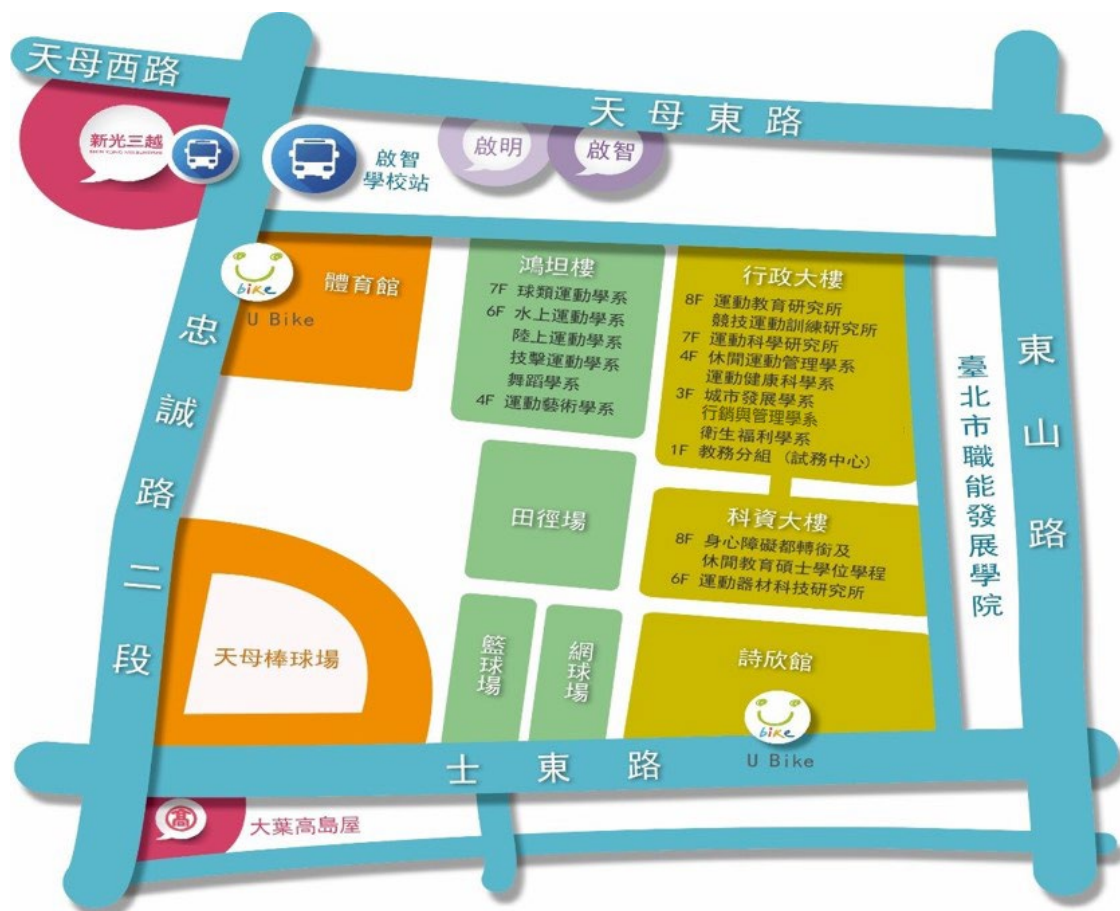 天母西路
天母東路
新光三越
啟智
學校站
啟明
啟智
bike
U Bike
體育館
鴻坦樓
7F 球類運動學系
6F 水上運動學系
陸上運動學系
技擊運動學系
舞蹈學系
4F 運動藝術學系
行政大樓
8F 運動教育研究所
競技運動訓練研究所
7F 運動科學研究所
4F 休閒運動管理學系
運動健康科學系
3F 城市發展學系
行銷與管理學系
衛生福利學系
1F 教務分組 (試務中心)
忠誠路二段
東山路
臺北市職能發展學院
田徑場
科資大樓
8F 身心障礙都轉銜及
休閒教育碩士學位學程
6F 運動器材科技研究所
天母棒球場
籃球場
網球場
詩欣館
bike
U Bike
士東路
髙
大葉高島屋